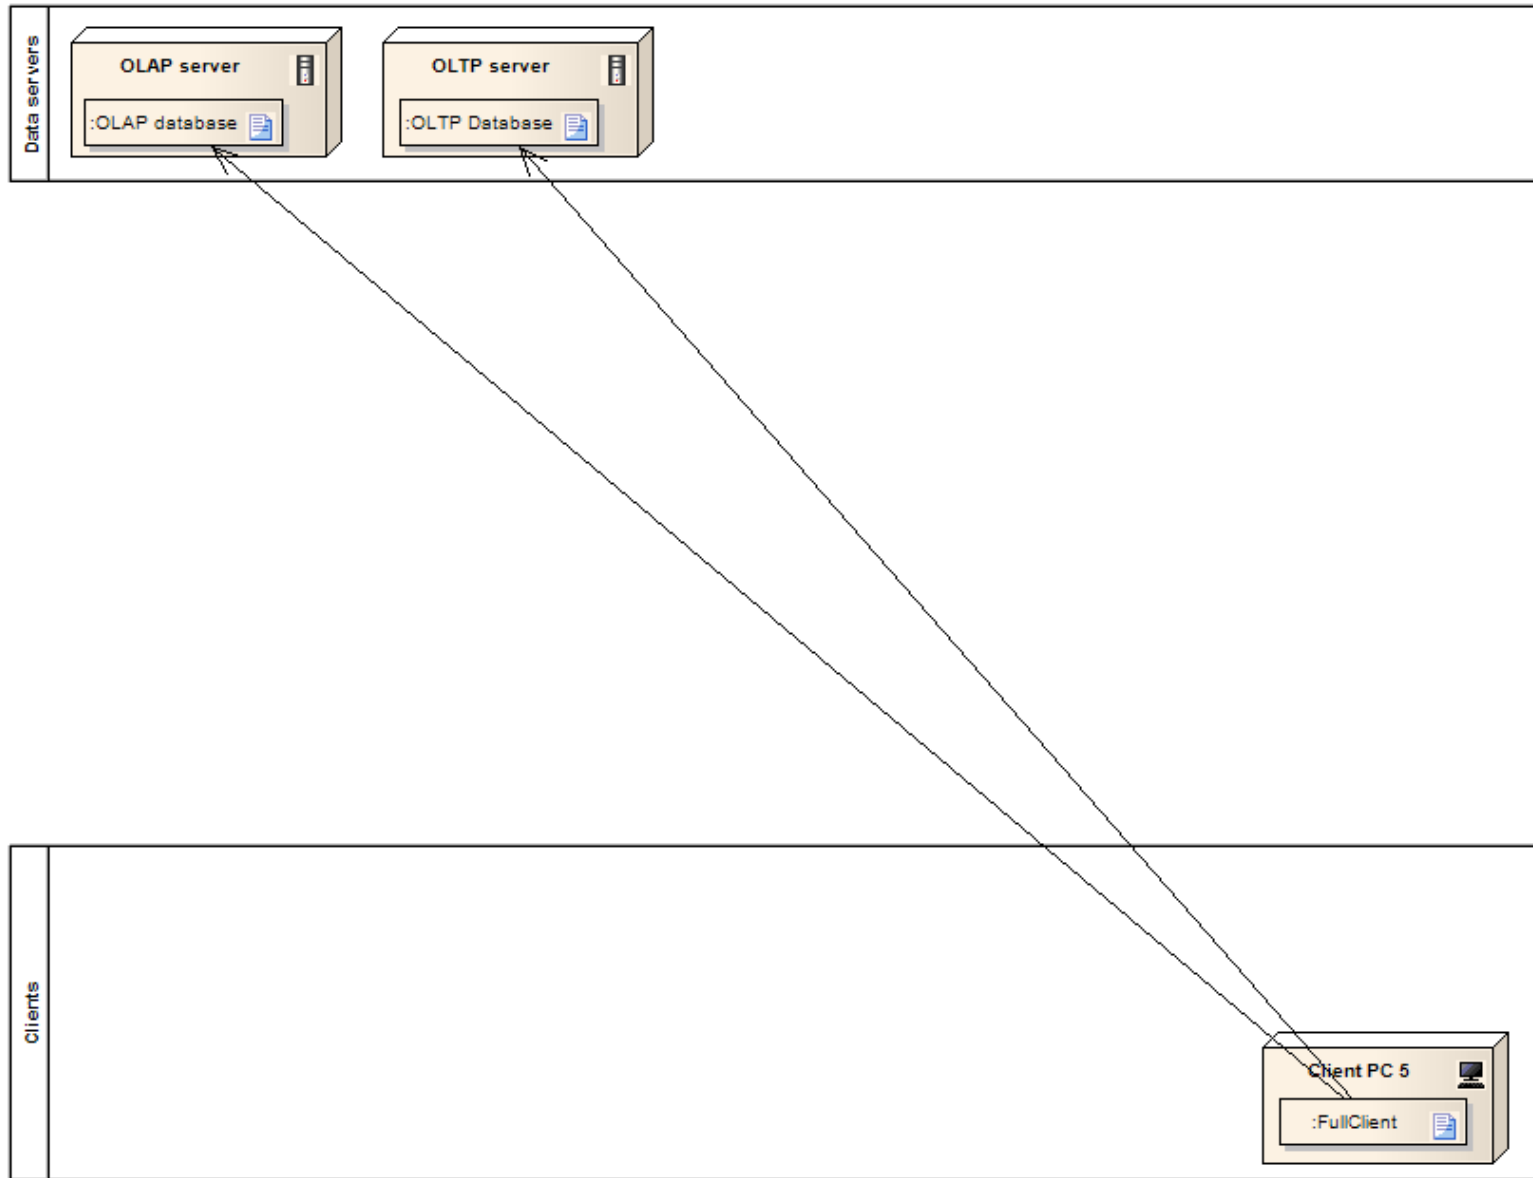 Data servers
OLAP server
:OLAP database
OLTP server
:OLTP Database
Clients
Client PC 5
:FullClient